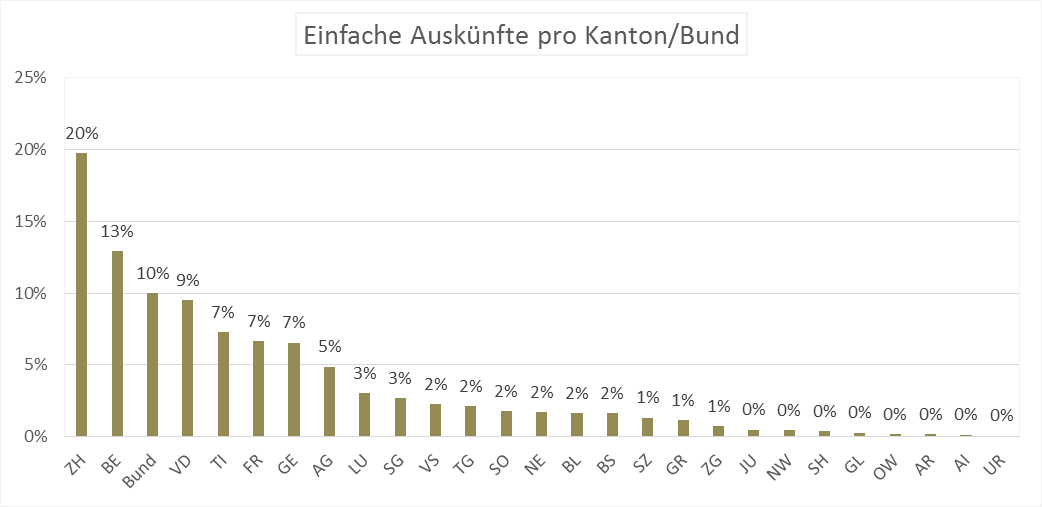 Einfache Auskünfte pro Kanton/Bund
25%
20%
15%
10%
5%
0%
20%
13%
10%
9%
7%
7%
7%
5%
3%
3%
2%
2%
2%
2%
2%
2%
1%
1%
1%
0%
0%
0%
0%
0%
0%
0%
0%
ZH
BE
Bund
VD
TI
FR
GE
AG
LU
SG
VS
TG
SO
NE
BL
BS
SZ
GR
ZG
JU
NW
SH
GL
OW
AR
AI
UR